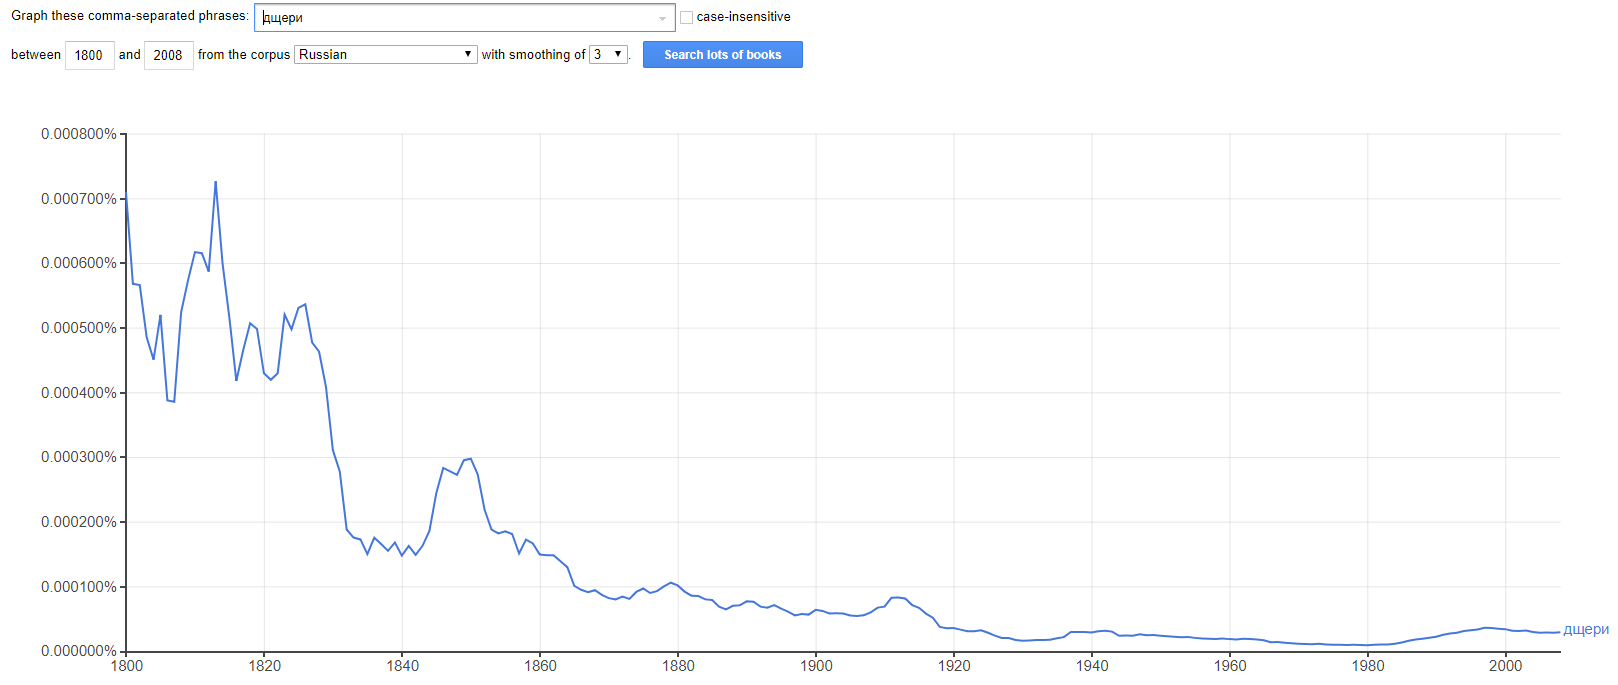 Graph these comma-separated phrases: дщери case-insensitive
between 1800 and 2008 from the corpus Russian with smoothing of 3 . Search lots of books
0.000800%
0.000700%
0.000600%
0.000500%
0.000400%
0.000300%
0.000200%
0.000100%
0.000000%
дщери
1800 1820 1840 1860 1880 1900 1920 1940 1960 1980 2000